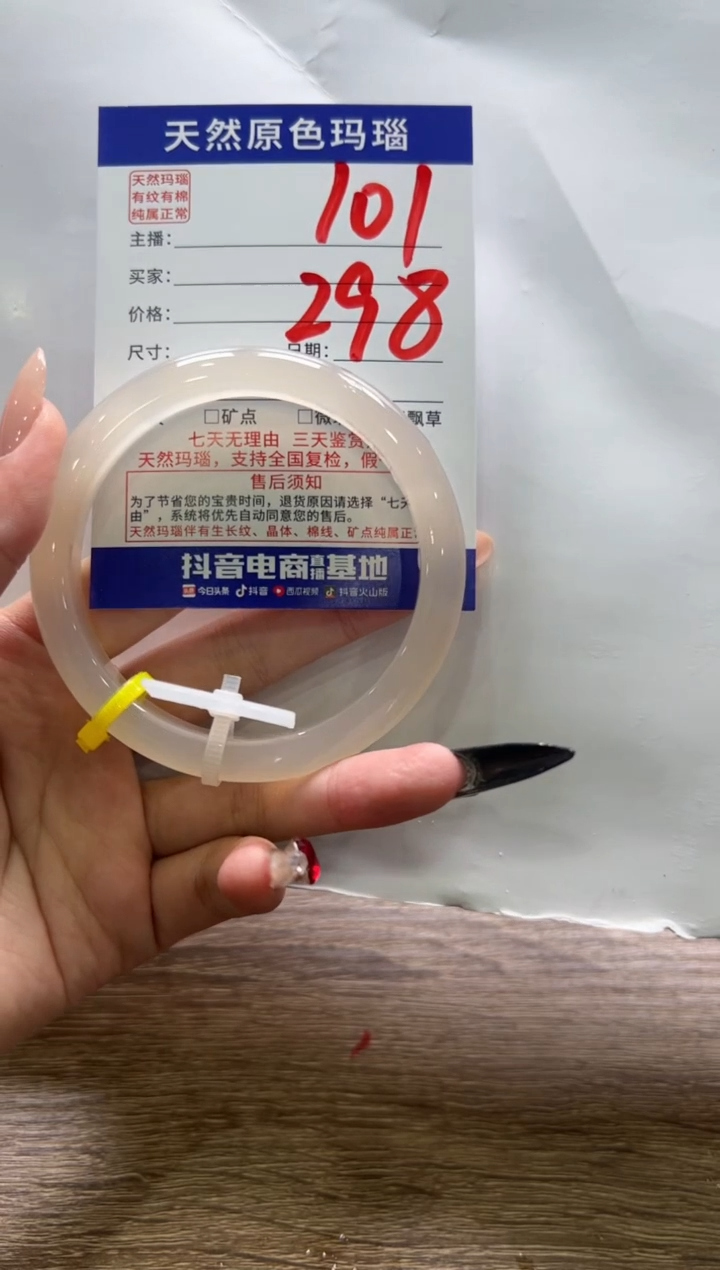 天然原色玛瑙
天然玛瑙
有纹有棉
纯属正常
101
主播：
买家：
298
价格：
尺寸：
日期：
□矿点 □微 飘草
七天无理由 三天鉴赏
天然玛瑙，支持全国复检，假
售后须知
为了节省您的宝贵时间，退货原因请选择“七天
由”，系统将优先自动同意您的售后。
天然玛瑙伴有生长纹、晶体、棉线、矿点纯属正
抖音电商直播基地
今日头条 抖音 西瓜视频 抖音火山版